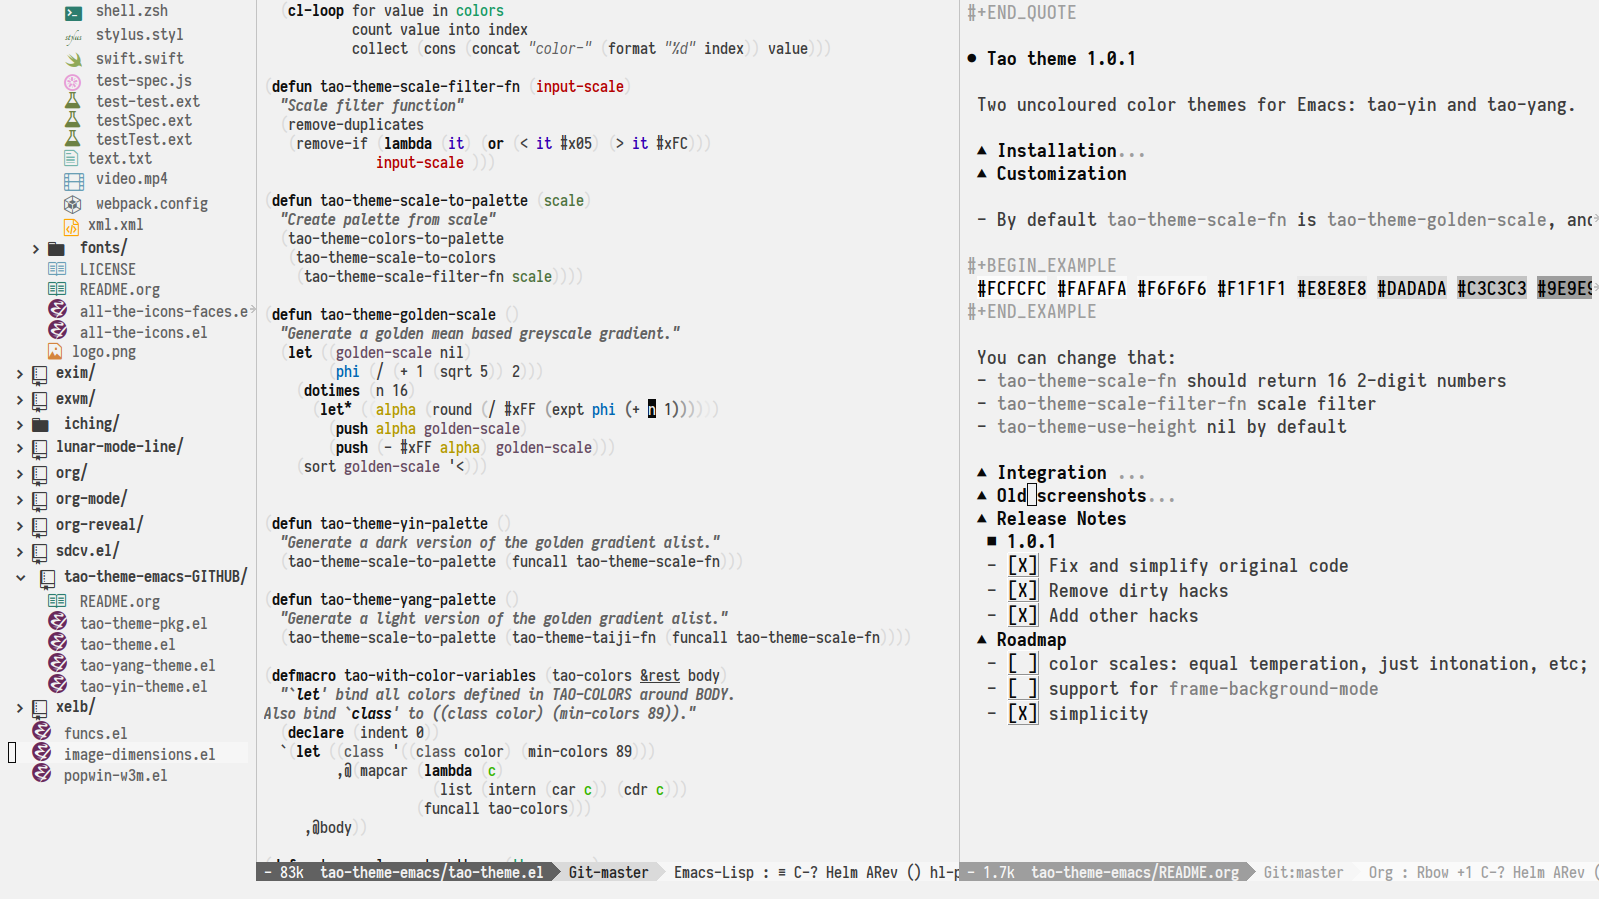 shell.zsh
stylus.styl
swift.swift
test-spec.js
test-test.ext
testSpec.ext
testTest.ext
text.txt
video.mp4
webpack.config
xml.xml
fonts/
LICENSE
README.org
all-the-icons-faces.e
all-the-icons.el
logo.png
exim/
exwm/
iching/
lunar-mode-line/
org/
org-mode/
org-reveal/
sdcv.el/
tao-theme-emacs-GITHUB/
README.org
tao-theme-pkg.el
tao-theme.el
tao-yang-theme.el
tao-yin-theme.el
xelb/
funcs.el
image-dimensions.el
popwin-w3m.el
(cl-loop for value in colors
count value into index
collect (cons (concat "color-" (format "%d" index)) value)))
(defun tao-theme-scale-filter-fn (input-scale)
"Scale filter function"
(remove-duplicates
(remove-if (lambda (it) (or (< it #x05) (> it #xFC)))
input-scale )))
(defun tao-theme-scale-to-palette (scale)
"Create palette from scale"
(tao-theme-colors-to-palette
(tao-theme-scale-to-colors
(tao-theme-scale-filter-fn scale))))
(defun tao-theme-golden-scale ()
"Generate a golden mean based greyscale gradient."
(let ((golden-scale nil)
(phi (/ (+ 1 (sqrt 5)) 2)))
(dotimes (n 16)
(let* ((alpha (round (/ #xFF (expt phi (+ n 1))))))
(push alpha golden-scale)
(push (- #xFF alpha) golden-scale)))
(sort golden-scale '<)))
(defun tao-theme-yin-palette ()
"Generate a dark version of the golden gradient alist."
(tao-theme-scale-to-palette (funcall tao-theme-scale-fn)))
(defun tao-theme-yang-palette ()
"Generate a light version of the golden gradient alist."
(tao-theme-scale-to-palette (tao-theme-taiji-fn (funcall tao-theme-scale-fn))))
(defmacro tao-with-color-variables (tao-colors &rest body)
"`let' bind all colors defined in TAO-COLORS around BODY.
Also bind `class' to ((class color) (min-colors 89))."
(declare (indent 0))
`(let ((class '((class color) (min-colors 89)))
,@(mapcar (lambda (c)
(list (intern (car c)) (cdr c)))
(funcall tao-colors)))
,@body))
- 83k tao-theme-emacs/tao-theme.el Git-master Emacs-Lisp : ≡ C-? Helm ARev () hl-p
#+END_QUOTE
● Tao theme 1.0.1
Two uncoloured color themes for Emacs: tao-yin and tao-yang.
▲ Installation...
▲ Customization
- By default tao-theme-scale-fn is tao-theme-golden-scale, and
#+BEGIN_EXAMPLE
#FCFCFC #FAFAFA #F6F6F6 #F1F1F1 #E8E8E8 #DADADA #C3C3C3 #9E9E9
#+END_EXAMPLE
You can change that:
- tao-theme-scale-fn should return 16 2-digit numbers
- tao-theme-scale-filter-fn scale filter
- tao-theme-use-height nil by default
▲ Integration ...
▲ Old screenshots...
▲ Release Notes
■ 1.0.1
- [X] Fix and simplify original code
- [X] Remove dirty hacks
- [X] Add other hacks
▲ Roadmap
- [ ] color scales: equal temperation, just intonation, etc;
- [ ] support for frame-background-mode
- [X] simplicity
- 1.7k tao-theme-emacs/README.org Git:master Org : Rbow +1 C-? Helm ARev (